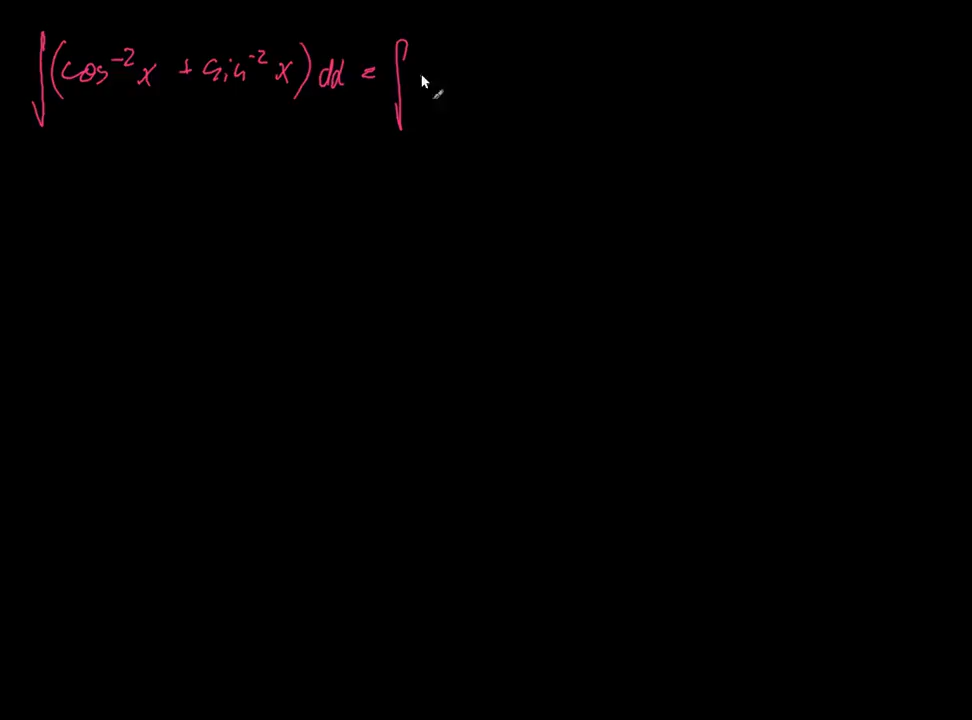 ∫(cos⁻²x + sin⁻²x) dd = ∫